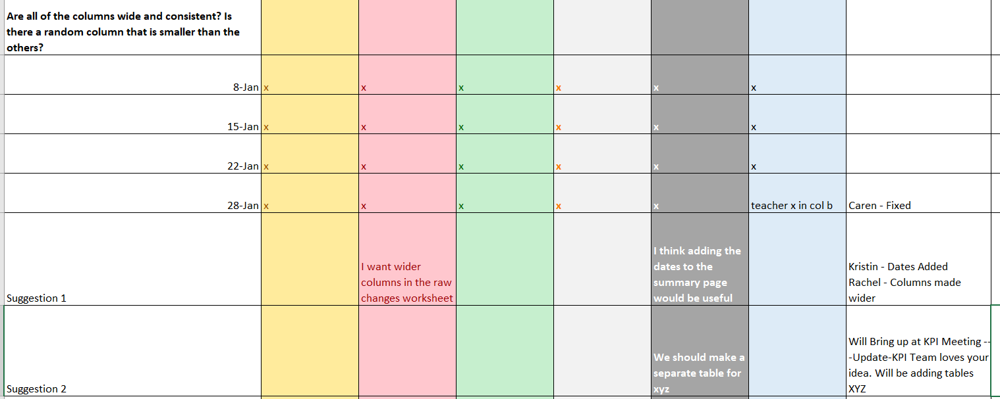 Are all of the columns wide and consistent? Is
there a random column that is smaller than the
others?
8-Jan x x x x x x
15-Jan x x x x x x
22-Jan x x x x x x
28-Jan x x x x x teacher x in col b Caren - Fixed
Suggestion 1
I want wider
columns in the raw
changes worksheet
I think adding the
dates to the
summary page
would be useful
Kristin - Dates Added
Rachel - Columns made
wider
Suggestion 2
We should make a
separate table for
xyz
Will Bring up at KPI Meeting --
-Update-KPI Team loves your
idea. Will be adding tables
XYZ